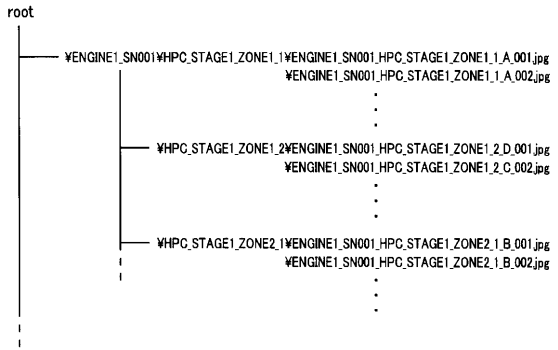 root
¥ENGINE1_SN001¥HPC_STAGE1_ZONE1_1¥ENGINE1_SN001_HPC_STAGE1_ZONE1_1_A_001.jpg
¥ENGINE1_SN001_HPC_STAGE1_ZONE1_1_A_002.jpg
¥HPC_STAGE1_ZONE1_2¥ENGINE1_SN001_HPC_STAGE1_ZONE1_2_D_001.jpg
¥ENGINE1_SN001_HPC_STAGE1_ZONE1_2_C_002.jpg
¥HPC_STAGE1_ZONE2_1¥ENGINE1_SN001_HPC_STAGE1_ZONE2_1_B_001.jpg
¥ENGINE1_SN001_HPC_STAGE1_ZONE2_1_B_002.jpg